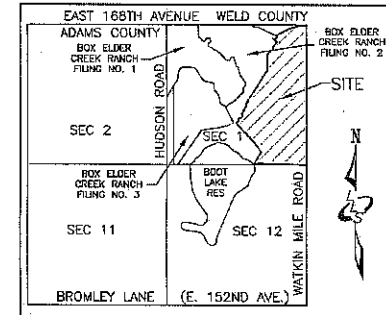 EAST 168TH AVENUE WELD COUNTY
ADAMS COUNTY
BOX ELDER
CREEK RANCH
FILING NO. 1
BOX ELDER
CREEK RANCH
FILING NO. 2
HUDSON ROAD
SITE
SEC 2
SEC 1
N
BOX ELDER
CREEK RANCH
FILING NO. 3
BOOT
LAKE
RES
WATKIN MILE ROAD
SEC 11
SEC 12
BROMLEY LANE (E. 152ND AVE.)